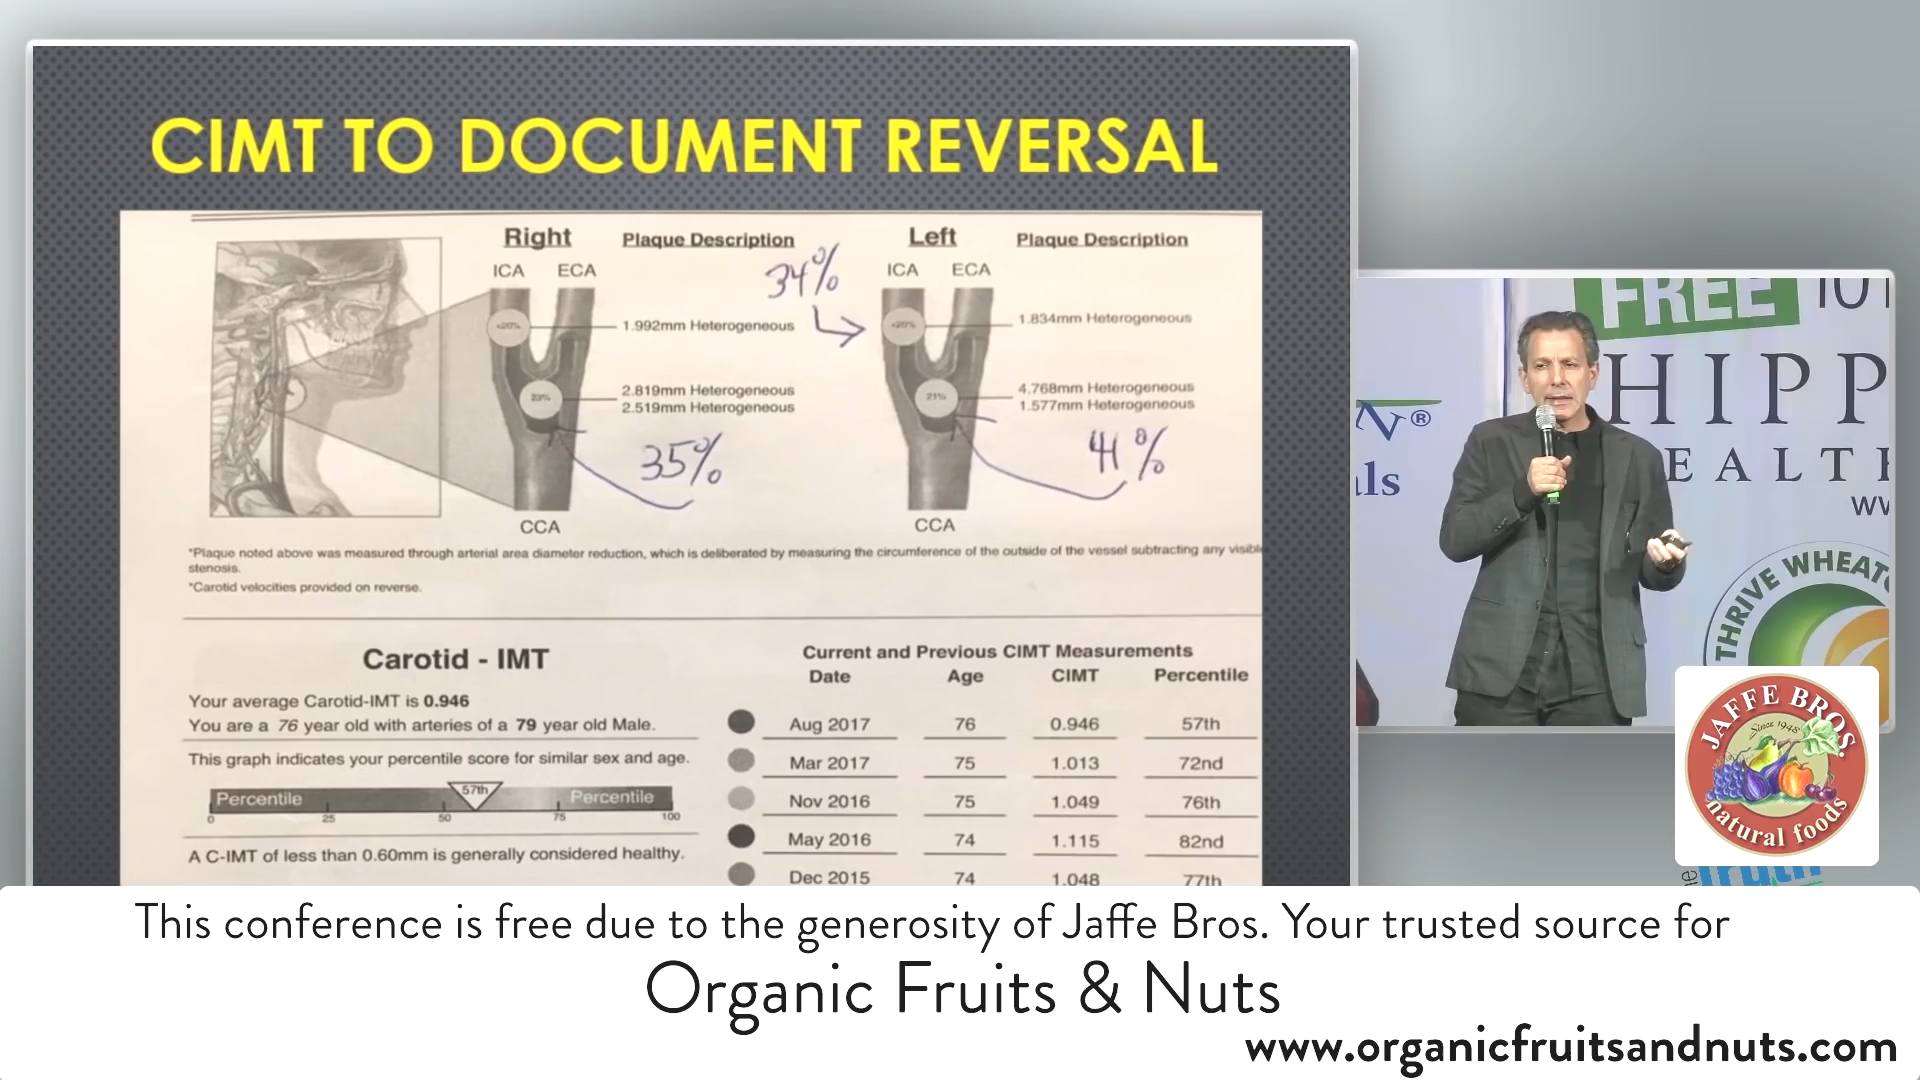 CIMT TO DOCUMENT REVERSAL
Right
Plaque Description
ICA ECA
34%
<20%
1.992mm Heterogeneous
23%
2.819mm Heterogeneous
2.519mm Heterogeneous
35%
CCA
Left
Plaque Description
ICA ECA
<20%
1.834mm Heterogeneous
21%
4.768mm Heterogeneous
1.577mm Heterogeneous
41%
CCA
*Plaque noted above was measured through arterial area diameter reduction, which is deliberated by measuring the circumference of the outside of the vessel subtracting any
stenosis.
*Carotid velocities provided on reverse.
Carotid - IMT
Your average Carotid-IMT is 0.946
You are a 76 year old with arteries of a 79 year old Male.
This graph indicates your percentile score for similar sex and age.
57th
Percentile Percentile
0 25 50 75 100
A C-IMT of less than 0.60mm is generally considered healthy.
Current and Previous CIMT Measurements
Date Age CIMT Percentile
Aug 2017 76 0.946 57th
Mar 2017 75 1.013 72nd
Nov 2016 75 1.049 76th
May 2016 74 1.115 82nd
Dec 2015 74 1.048 77th
FREE
HIPP
EALTH
N®
als
THRIVE
JAFFE BROS.
Since 1948
natural foods
Truth
This conference is free due to the generosity of Jaffe Bros. Your trusted source for
Organic Fruits & Nuts
www.organicfruitsandnuts.com